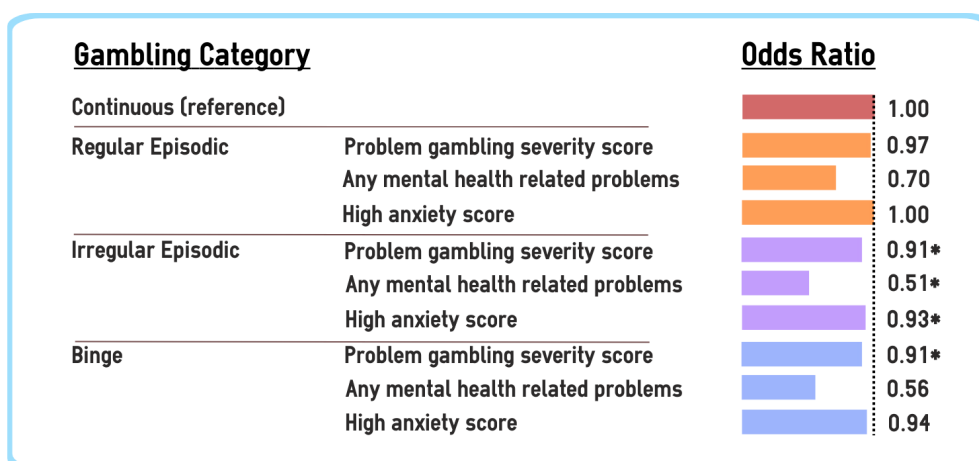 Gambling Category Odds Ratio
Continuous (reference) 1.00
Regular Episodic Problem gambling severity score 0.97
Any mental health related problems 0.70
High anxiety score 1.00
Irregular Episodic Problem gambling severity score 0.91*
Any mental health related problems 0.51*
High anxiety score 0.93*
Binge Problem gambling severity score 0.91*
Any mental health related problems 0.56
High anxiety score 0.94